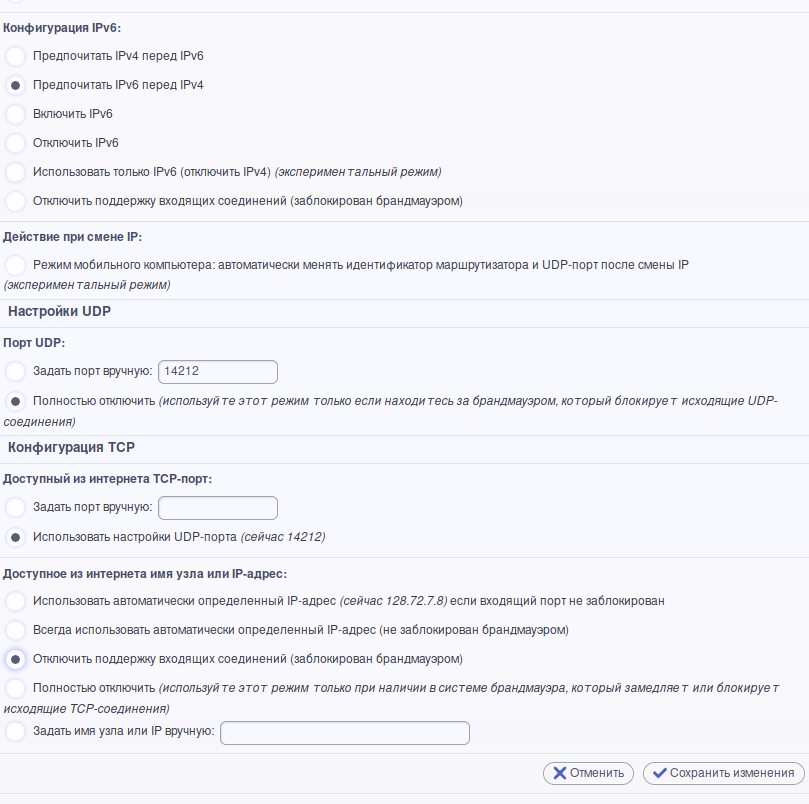 Конфигурация IPv6:
Предпочитать IPv4 перед IPv6
Предпочитать IPv6 перед IPv4
Включить IPv6
Отключить IPv6
Использовать только IPv6 (отключить IPv4) (экспериментальный режим)
Отключить поддержку входящих соединений (заблокирован брандмауэром)
Действие при смене IP:
Режим мобильного компьютера: автоматически менять идентификатор маршрутизатора и UDP-порт после смены IP
(экспериментальный режим)
Настройки UDP
Порт UDP:
Задать порт вручную: 14212
Полностью отключить (используйте этот режим только если находитесь за брандмауэром, который блокирует исходящие UDP-
соединения)
Конфигурация TCP
Доступный из интернета TCP-порт:
Задать порт вручную:
Использовать настройки UDP-порта (сейчас 14212)
Доступное из интернета имя узла или IP-адрес:
Использовать автоматически определенный IP-адрес (сейчас 128.72.7.8) если входящий порт не заблокирован
Всегда использовать автоматически определенный IP-адрес (не заблокирован брандмауэром)
Отключить поддержку входящих соединений (заблокирован брандмауэром)
Полностью отключить (используйте этот режим только при наличии в системе брандмауэра, который замедляет или блокирует
исходящие TCP-соединения)
Задать имя узла или IP вручную:
Отменить Сохранить изменения